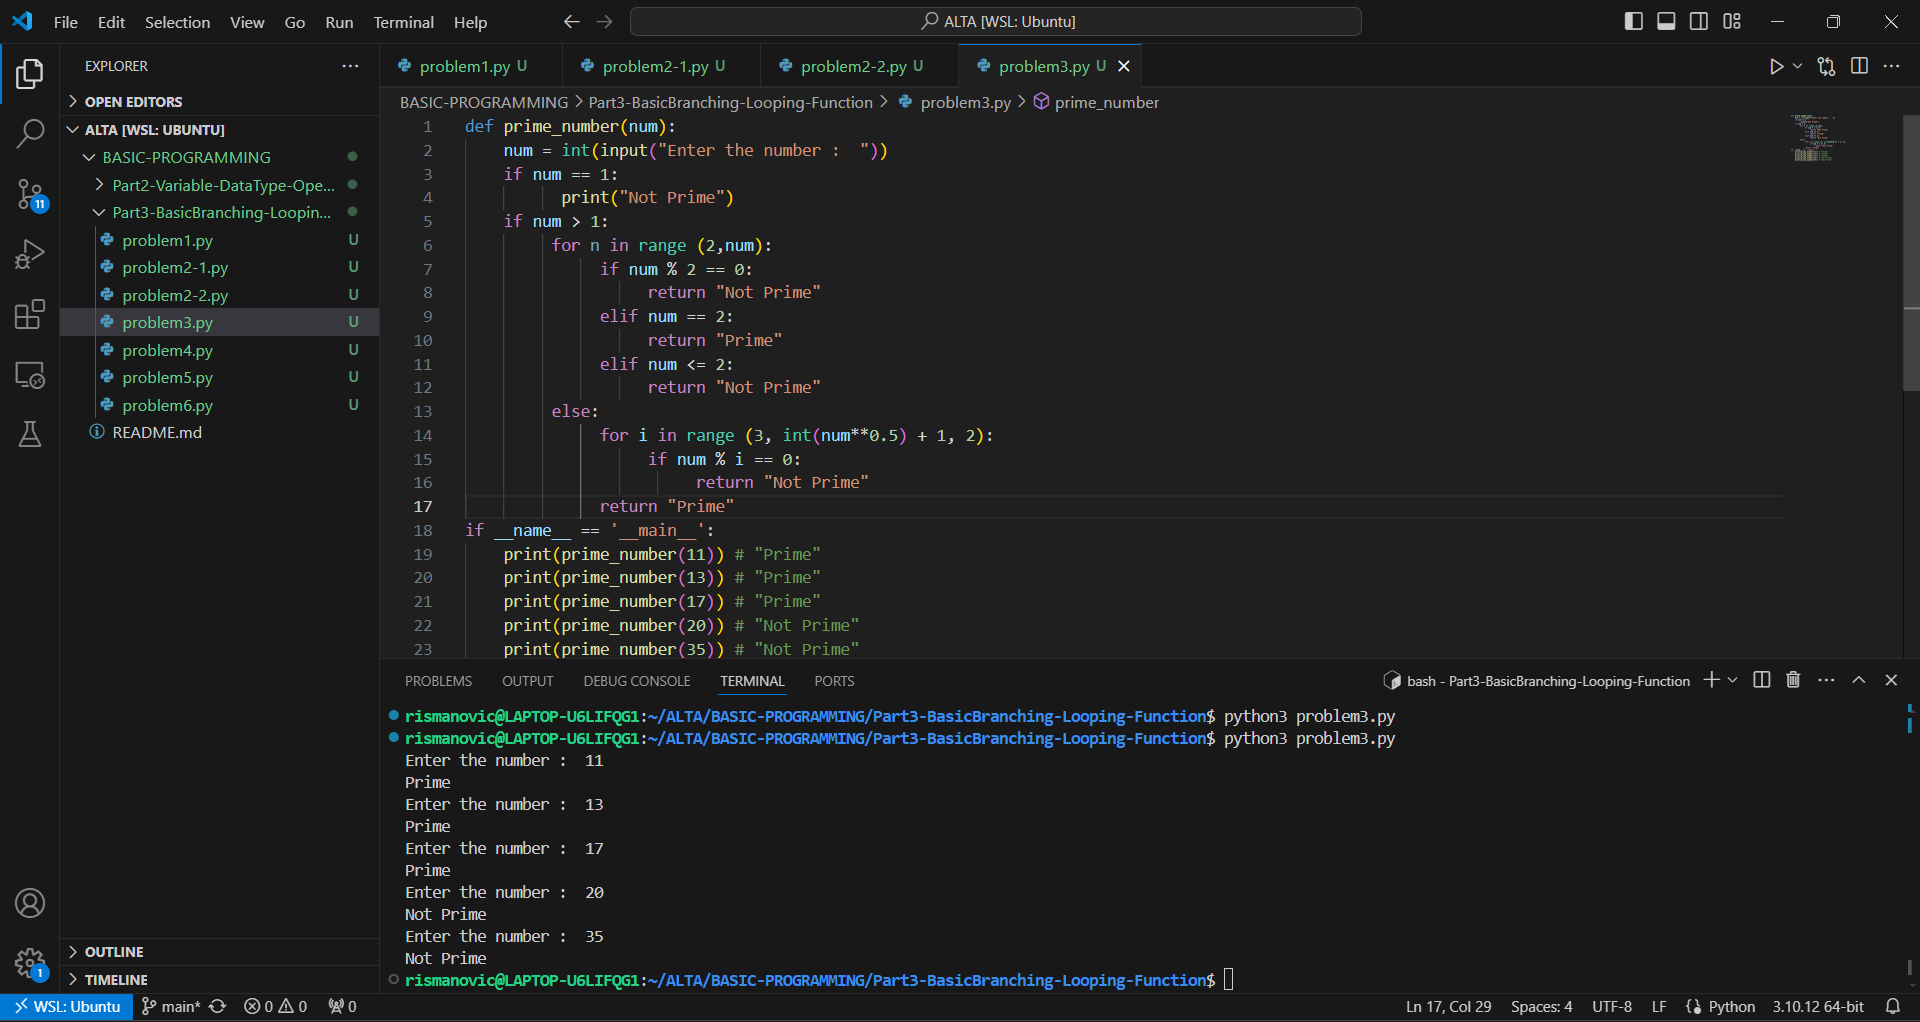 File Edit Selection View Go Run Terminal Help
ALTA [WSL: Ubuntu]
EXPLORER
OPEN EDITORS
ALTA [WSL: UBUNTU]
BASIC-PROGRAMMING
Part2-Variable-DataType-Ope...
Part3-BasicBranching-Loopin...
problem1.py U
problem2-1.py U
problem2-2.py U
problem3.py U
problem4.py U
problem5.py U
problem6.py U
README.md
OUTLINE
TIMELINE
11
1
problem1.py U problem2-1.py U problem2-2.py U problem3.py U
BASIC-PROGRAMMING > Part3-BasicBranching-Looping-Function > problem3.py > prime_number
1 def prime_number(num):
2 num = int(input("Enter the number :  "))
3 if num == 1:
4 print("Not Prime")
5 if num > 1:
6 for n in range (2,num):
7 if num % 2 == 0:
8 return "Not Prime"
9 elif num == 2:
10 return "Prime"
11 elif num <= 2:
12 return "Not Prime"
13 else:
14 for i in range (3, int(num**0.5) + 1, 2):
15 if num % i == 0:
16 return "Not Prime"
17 return "Prime"
18 if __name__ == '__main__':
19 print(prime_number(11)) # "Prime"
20 print(prime_number(13)) # "Prime"
21 print(prime_number(17)) # "Prime"
22 print(prime_number(20)) # "Not Prime"
23 print(prime_number(35)) # "Not Prime"
PROBLEMS OUTPUT DEBUG CONSOLE TERMINAL PORTS
bash - Part3-BasicBranching-Looping-Function
rismanovic@LAPTOP-U6LIFQG1:~/ALTA/BASIC-PROGRAMMING/Part3-BasicBranching-Looping-Function$ python3 problem3.py
rismanovic@LAPTOP-U6LIFQG1:~/ALTA/BASIC-PROGRAMMING/Part3-BasicBranching-Looping-Function$ python3 problem3.py
Enter the number :  11
Prime
Enter the number :  13
Prime
Enter the number :  17
Prime
Enter the number :  20
Not Prime
Enter the number :  35
Not Prime
rismanovic@LAPTOP-U6LIFQG1:~/ALTA/BASIC-PROGRAMMING/Part3-BasicBranching-Looping-Function$
WSL: Ubuntu main* 0 0 0 Ln 17, Col 29 Spaces: 4 UTF-8 LF Python 3.10.12 64-bit